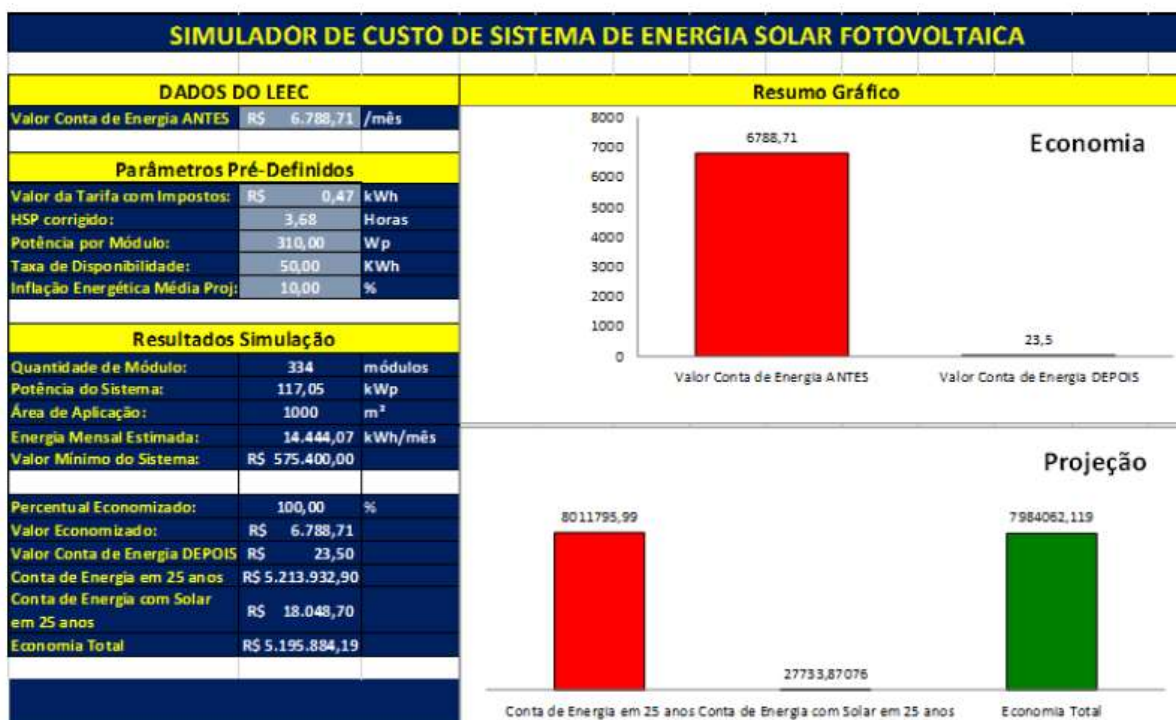 SIMULADOR DE CUSTO DE SISTEMA DE ENERGIA SOLAR FOTOVOLTAICA
DADOS DO LEEC
Valor Conta de Energia ANTES R$ 6.788,71 /mês
Parâmetros Pré-Definidos
Valor da Tarifa com Impostos: R$ 0,47 kWh
HSP corrigido: 3,68 Horas
Potência por Módulo: 310,00 Wp
Taxa de Disponibilidade: 50,00 KWh
Inflação Energética Média Proj: 10,00 %
Resultados Simulação
Quantidade de Módulo: 334 módulos
Potência do Sistema: 117,05 kWp
Área de Aplicação: 1000 m²
Energia Mensal Estimada: 14.444,07 kWh/mês
Valor Mínimo do Sistema: R$ 575.400,00
Percentual Economizado: 100,00 %
Valor Economizado: R$ 6.788,71
Valor Conta de Energia DEPOIS R$ 23,50
Conta de Energia em 25 anos R$ 5.213.932,90
Conta de Energia com Solar
em 25 anos R$ 18.048,70
Economia Total R$ 5.195.884,19
Resumo Gráfico
Economia
8000
7000
6000
5000
4000
3000
2000
1000
0
6788,71
23,5
Valor Conta de Energia ANTES Valor Conta de Energia DEPOIS
Projeção
8011795,99
27733,87076
7984062,119
Conta de Energia em 25 anos Conta de Energia com Solar em 25 anos Economia Total